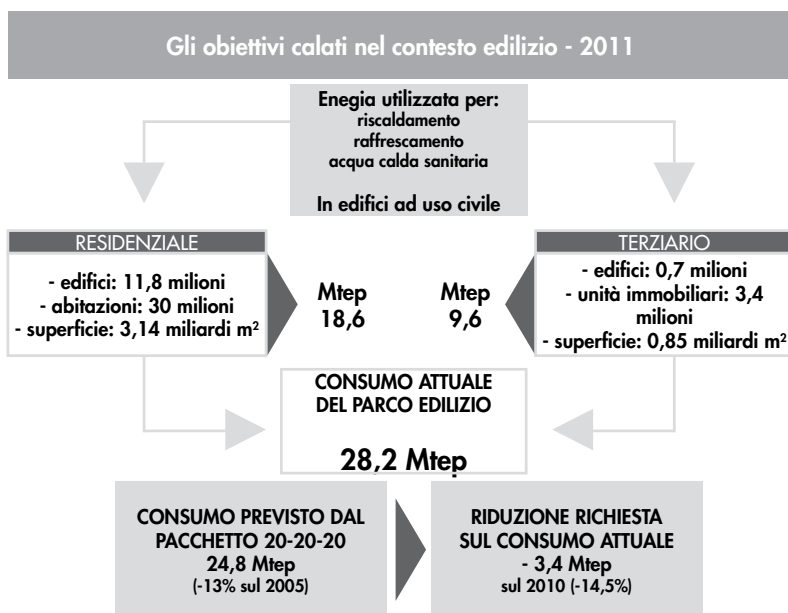 Gli obiettivi calati nel contesto edilizio - 2011
Enegia utilizzata per:
riscaldamento
raffrescamento
acqua calda sanitaria
In edifici ad uso civile
RESIDENZIALE
- edifici: 11,8 milioni
- abitazioni: 30 milioni
- superficie: 3,14 miliardi m²
Mtep
18,6
Mtep
9,6
TERZIARIO
- edifici: 0,7 milioni
- unità immobiliari: 3,4
milioni
- superficie: 0,85 miliardi m²
CONSUMO ATTUALE
DEL PARCO EDILIZIO
28,2 Mtep
CONSUMO PREVISTO DAL
PACCHETTO 20-20-20
24,8 Mtep
(-13% sul 2005)
RIDUZIONE RICHIESTA
SUL CONSUMO ATTUALE
- 3,4 Mtep
sul 2010 (-14,5%)